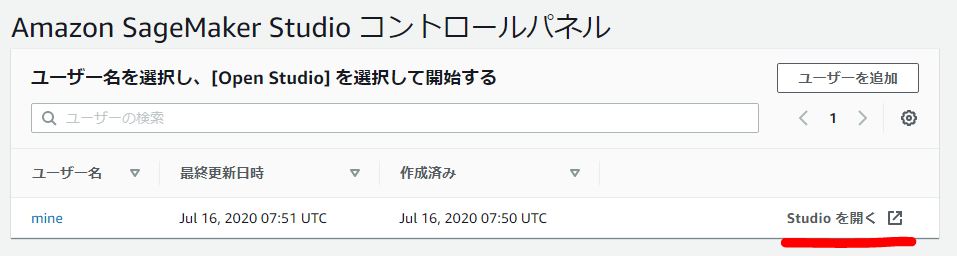 Amazon SageMaker Studio コントロールパネル
ユーザー名を選択し、[Open Studio] を選択して開始する
ユーザーを追加
ユーザーの検索
1
ユーザー名 最終更新日時 作成済み
mine Jul 16, 2020 07:51 UTC Jul 16, 2020 07:50 UTC Studio を開く